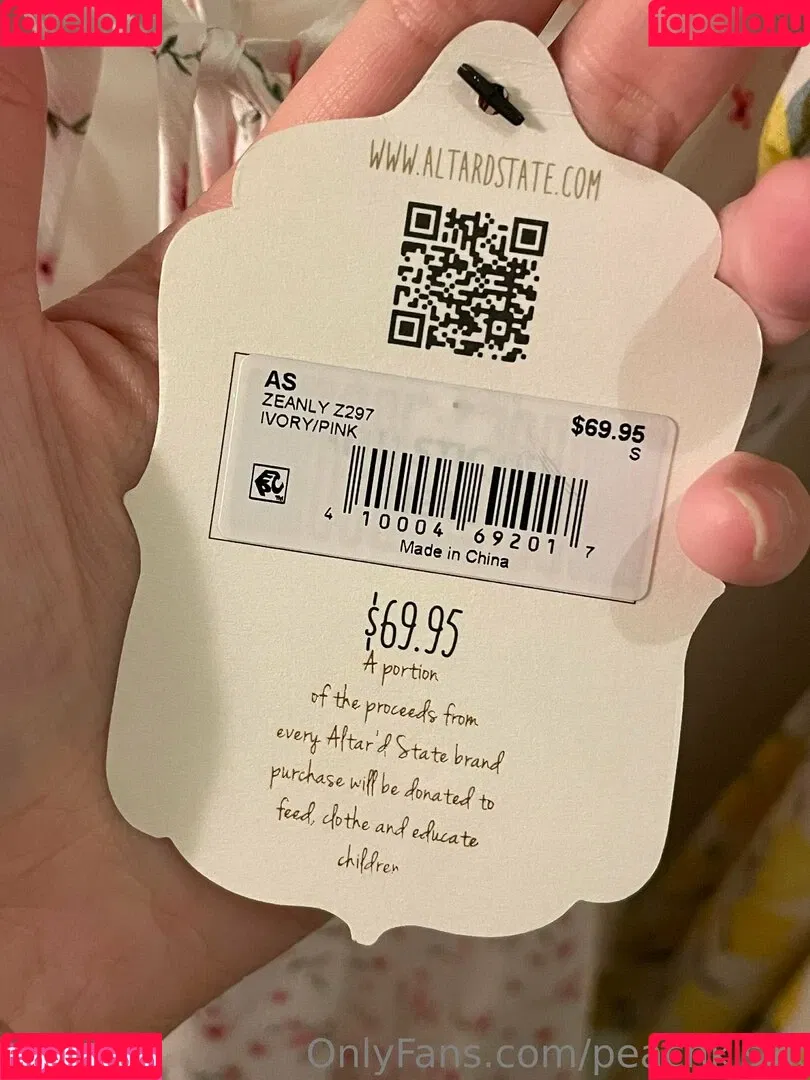 fapello.ru
fapello.ru
WWW.ALTARDSTATE.COM
AS
ZEANLY Z297
IVORY/PINK
$69.95
S
4 10004 69201 7
Made in China
$69.95
A portion
of the proceeds from
every Altar'd State brand
purchase will be donated to
feed, clothe and educate
children
fapello.ru
OnlyFans.com/pea
fapello.ru